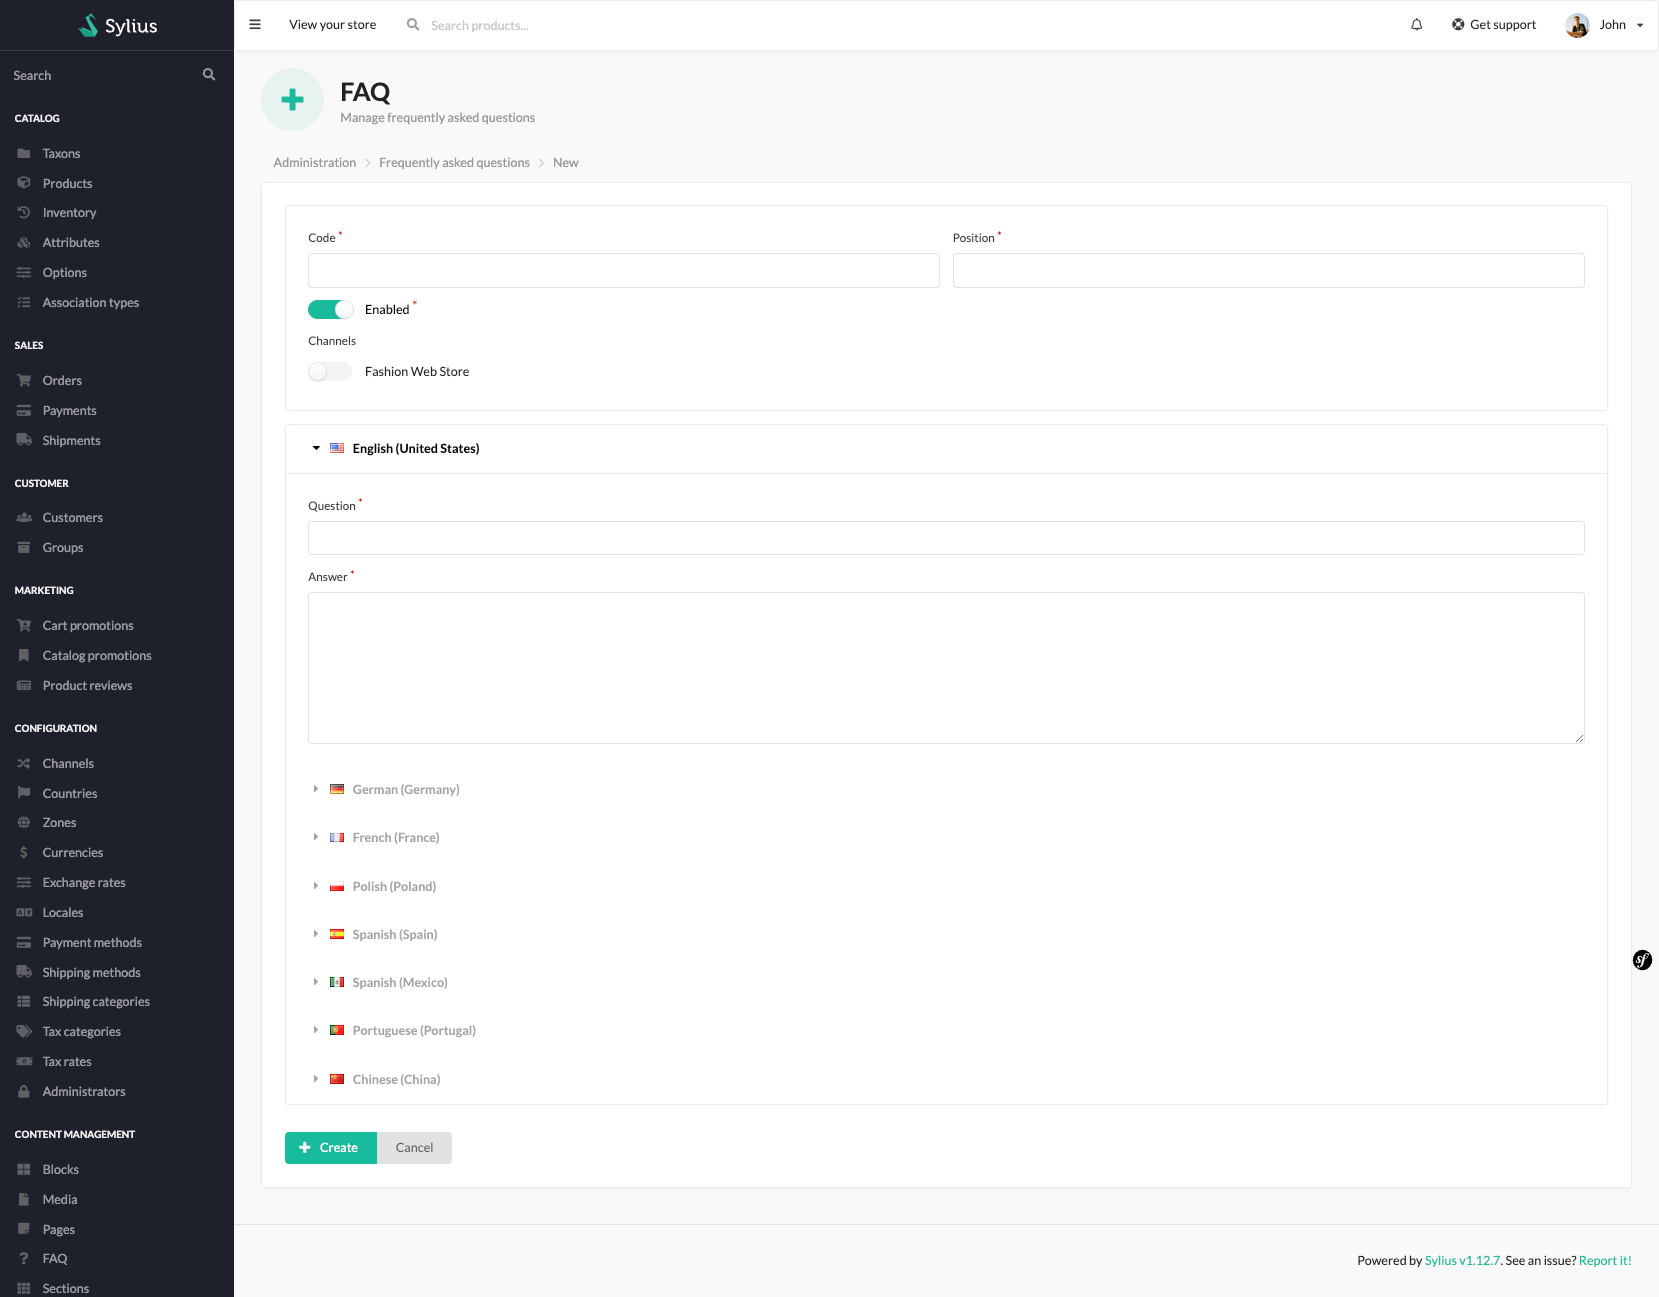 Sylius
View your store
Search products...
Get support
John
Search
CATALOG
Taxons
Products
Inventory
Attributes
Options
Association types
SALES
Orders
Payments
Shipments
CUSTOMER
Customers
Groups
MARKETING
Cart promotions
Catalog promotions
Product reviews
CONFIGURATION
Channels
Countries
Zones
Currencies
Exchange rates
Locales
Payment methods
Shipping methods
Shipping categories
Tax categories
Tax rates
Administrators
CONTENT MANAGEMENT
Blocks
Media
Pages
FAQ
Sections
FAQ
Manage frequently asked questions
Administration > Frequently asked questions > New
Code *
Position *
Enabled *
Channels
Fashion Web Store
English (United States)
Question *
Answer *
German (Germany)
French (France)
Polish (Poland)
Spanish (Spain)
Spanish (Mexico)
Portuguese (Portugal)
Chinese (China)
Create
Cancel
sf
Powered by Sylius v1.12.7. See an issue? Report it!